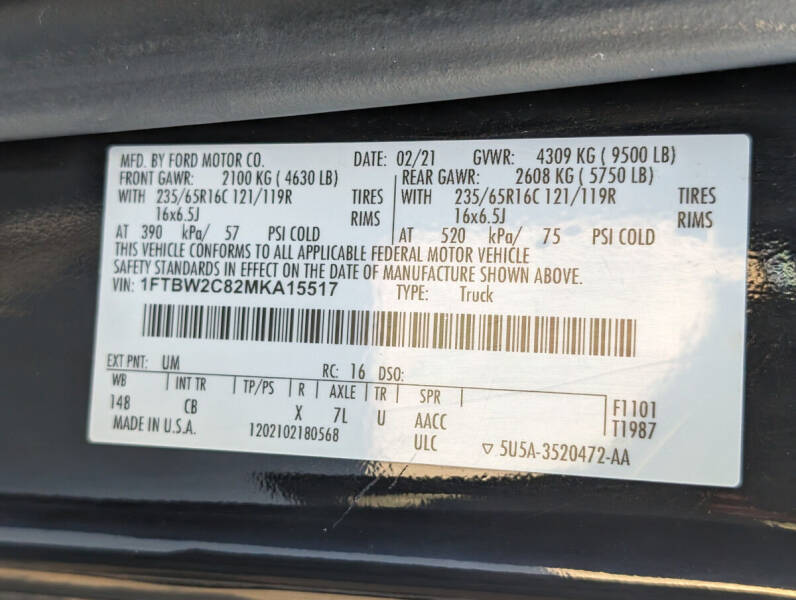 MFD. BY FORD MOTOR CO. DATE: 02/21 GVWR: 4309 KG ( 9500 LB)
FRONT GAWR: 2100 KG ( 4630 LB) REAR GAWR: 2608 KG ( 5750 LB)
WITH 235/65R16C 121/119R TIRES WITH 235/65R16C 121/119R TIRES
16x6.5J RIMS 16x6.5J RIMS
AT 390 kPa/ 57 PSI COLD AT 520 kPa/ 75 PSI COLD
THIS VEHICLE CONFORMS TO ALL APPLICABLE FEDERAL MOTOR VEHICLE
SAFETY STANDARDS IN EFFECT ON THE DATE OF MANUFACTURE SHOWN ABOVE.
VIN: 1FTBW2C82MKA15517 TYPE: Truck
EXT PNT: UM RC: 16 DSO:
WB INT TR TP/PS R AXLE TR SPR
148 CB X 7L U AACC F1101
MADE IN U.S.A. 1202102180568 ULC T1987
▽ 5U5A-3520472-AA